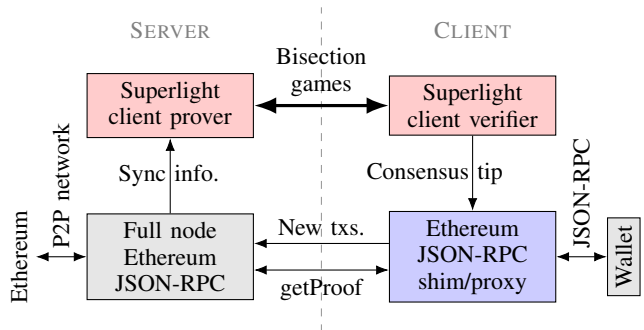 SERVER
CLIENT
Bisection
games
Superlight
client prover
Superlight
client verifier
Sync info.
Consensus tip
Ethereum
P2P network
Full node
Ethereum
JSON-RPC
New txs.
getProof
Ethereum
JSON-RPC
shim/proxy
JSON-RPC
Wallet